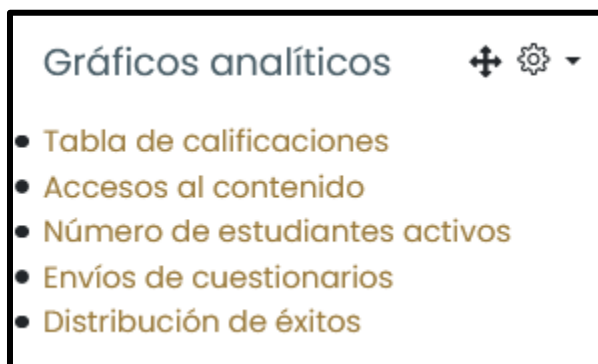 Gráficos analíticos
Tabla de calificaciones
Accesos al contenido
Número de estudiantes activos
Envíos de cuestionarios
Distribución de éxitos